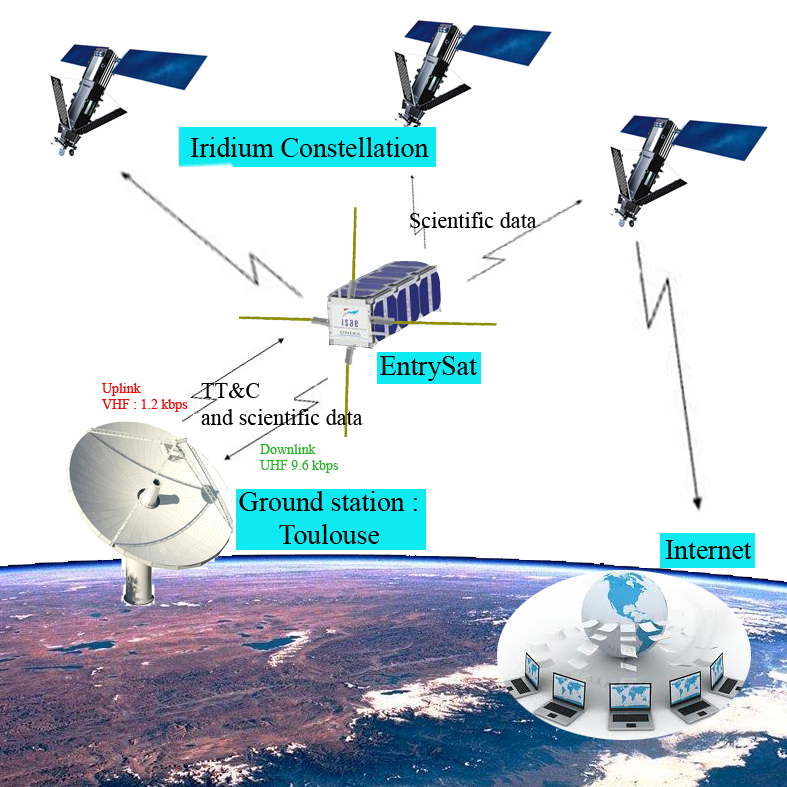 Iridium Constellation
Scientific data
isae
EntrySat
Uplink
VHF : 1.2 kbps
TT&C
and scientific data
Downlink
UHF 9.6 kbps
Ground station :
Toulouse
Internet